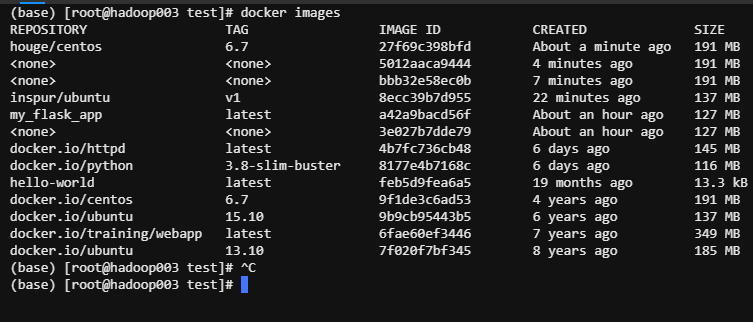 (base) [root@hadoop003 test]# docker images
REPOSITORY TAG IMAGE ID CREATED SIZE
houge/centos 6.7 27f69c398bfd About a minute ago 191 MB
<none> <none> 5012aaca9444 4 minutes ago 191 MB
<none> <none> bbb32e58ec0b 7 minutes ago 191 MB
inspur/ubuntu v1 8ecc39b7d955 22 minutes ago 137 MB
my_flask_app latest a42a9bacd56f About an hour ago 127 MB
<none> <none> 3e027b7dde79 About an hour ago 127 MB
docker.io/httpd latest 4b7fc736cb48 6 days ago 145 MB
docker.io/python 3.8-slim-buster 8177e4b7168c 6 days ago 116 MB
hello-world latest feb5d9fea6a5 19 months ago 13.3 kB
docker.io/centos 6.7 9f1de3c6ad53 4 years ago 191 MB
docker.io/ubuntu 15.10 9b9cb95443b5 6 years ago 137 MB
docker.io/training/webapp latest 6fae60ef3446 7 years ago 349 MB
docker.io/ubuntu 13.10 7f020f7bf345 8 years ago 185 MB
(base) [root@hadoop003 test]# ^C
(base) [root@hadoop003 test]#